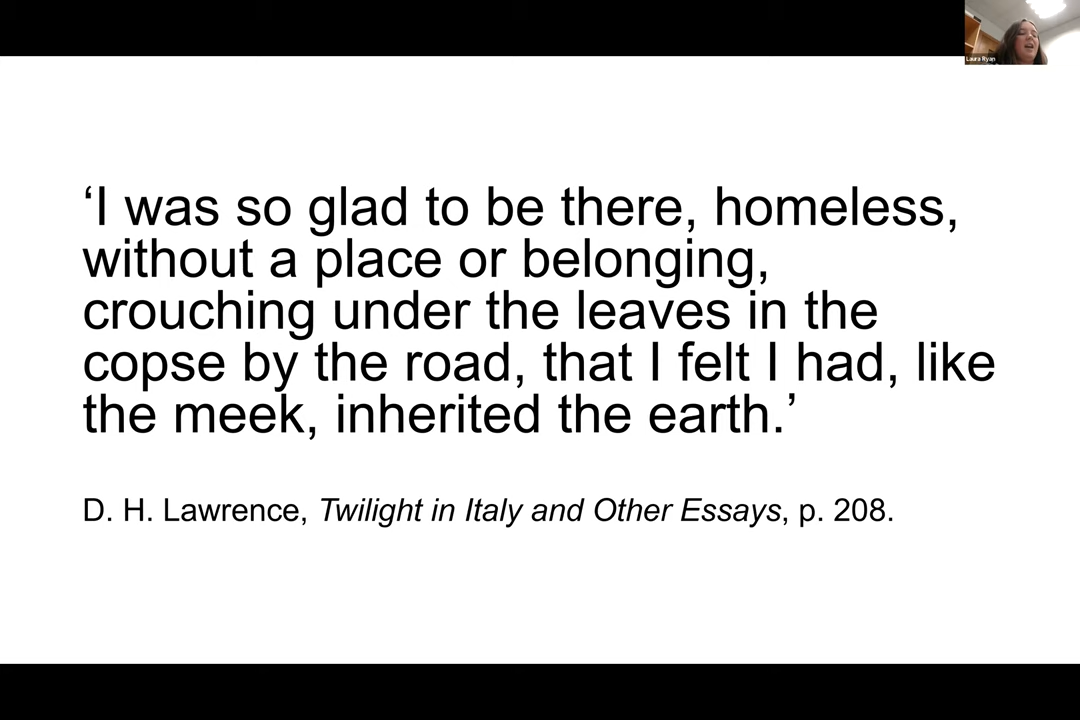 Laura Ryan
‘I was so glad to be there, homeless,
without a place or belonging,
crouching under the leaves in the
copse by the road, that I felt I had, like
the meek, inherited the earth.’
D. H. Lawrence, Twilight in Italy and Other Essays, p. 208.